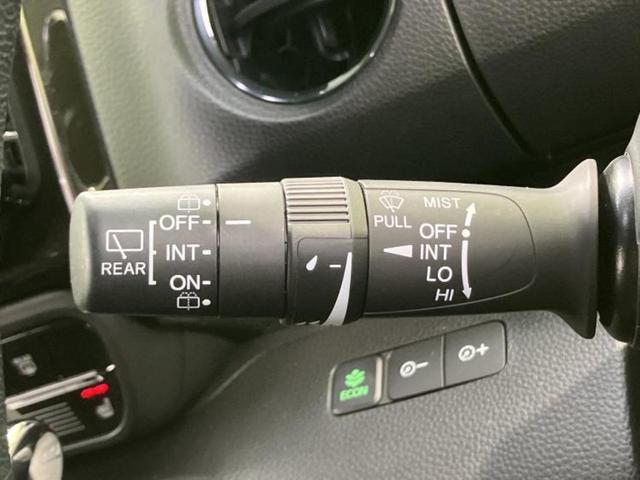 OFF
INT
REAR
ON
PULL
MIST
OFF
INT
LO
HI
ECON